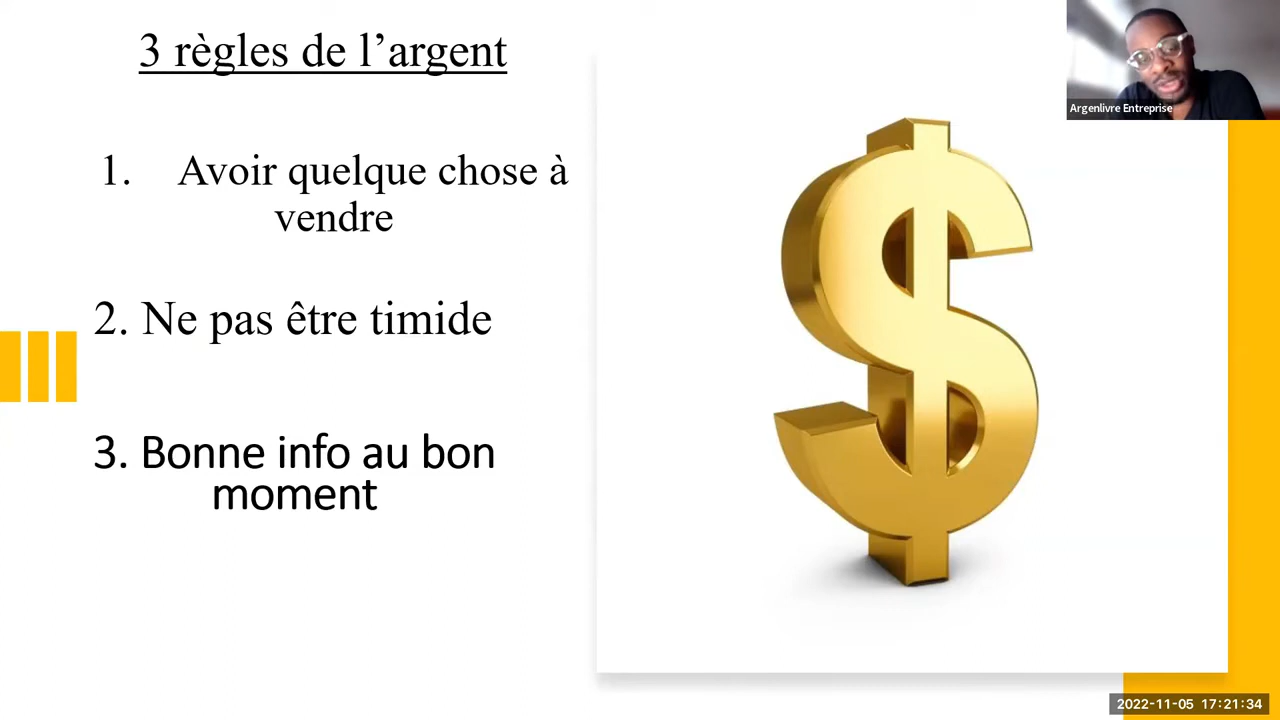 3 règles de l’argent
1. Avoir quelque chose à
vendre
2. Ne pas être timide
3. Bonne info au bon
moment
Argenlivre Entreprise
2022-11-05 17:21:34